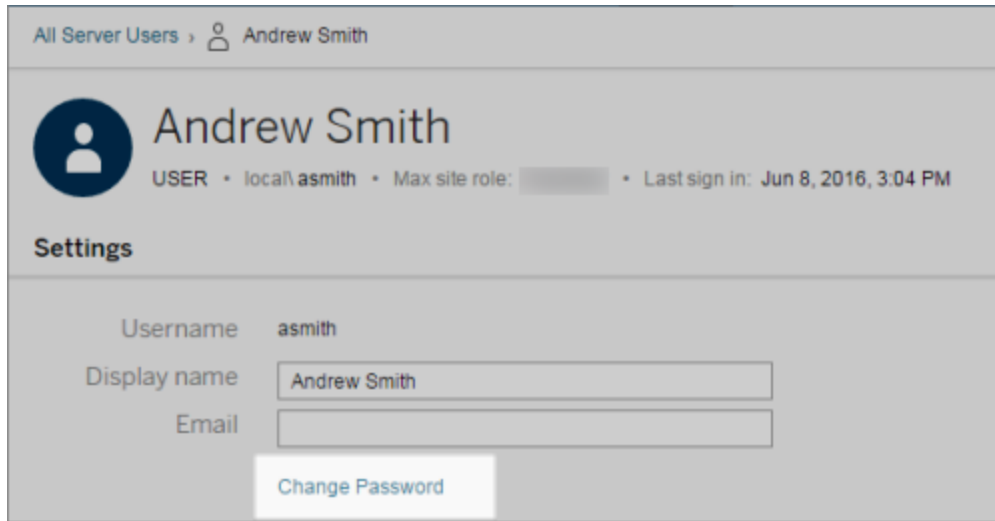 All Server Users › Andrew Smith
Andrew Smith
USER • local\ asmith • Max site role: • Last sign in: Jun 8, 2016, 3:04 PM
Settings
Username asmith
Display name Andrew Smith
Email
Change Password